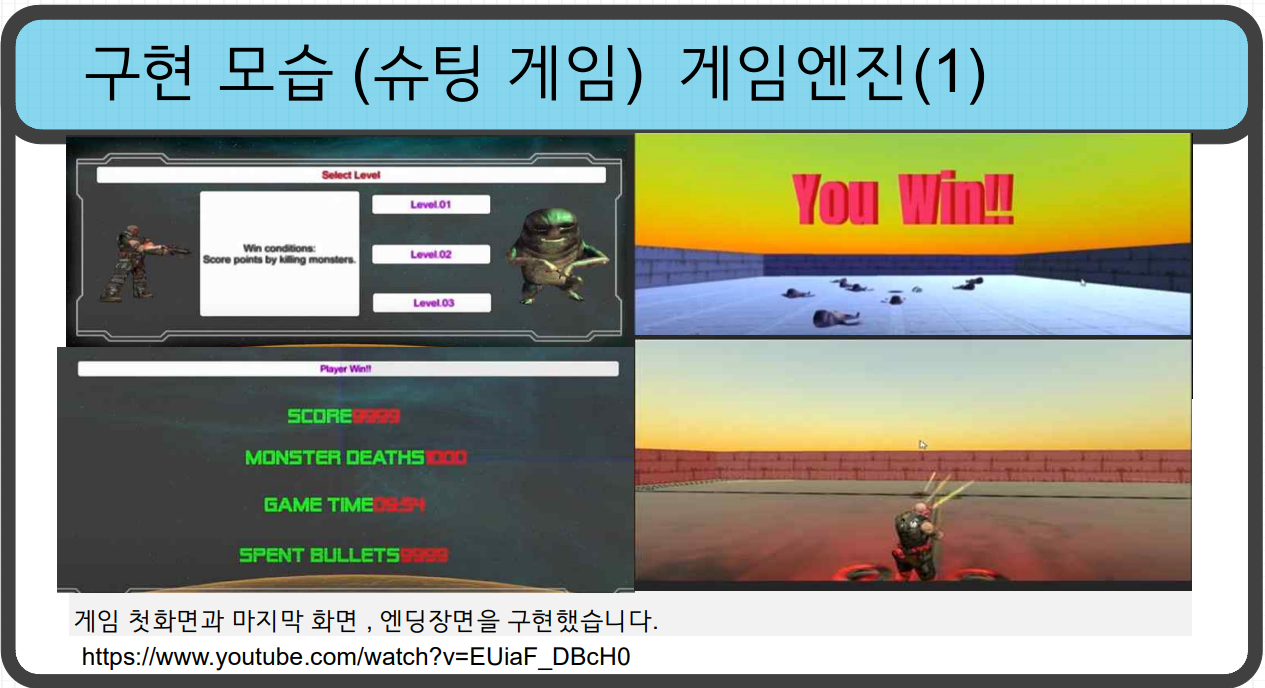 구현 모습 (슈팅 게임) 게임엔진(1)
Select Level
Win conditions:
Score points by killing monsters.
Level.01
Level.02
Level.03
You Win!!
Player Win!!
SCORE9999
MONSTER DEATHS1000
GAME TIME09:54
SPENT BULLETS9999
게임 첫화면과 마지막 화면 , 엔딩장면을 구현했습니다.
https://www.youtube.com/watch?v=EUiaF_DBcH0